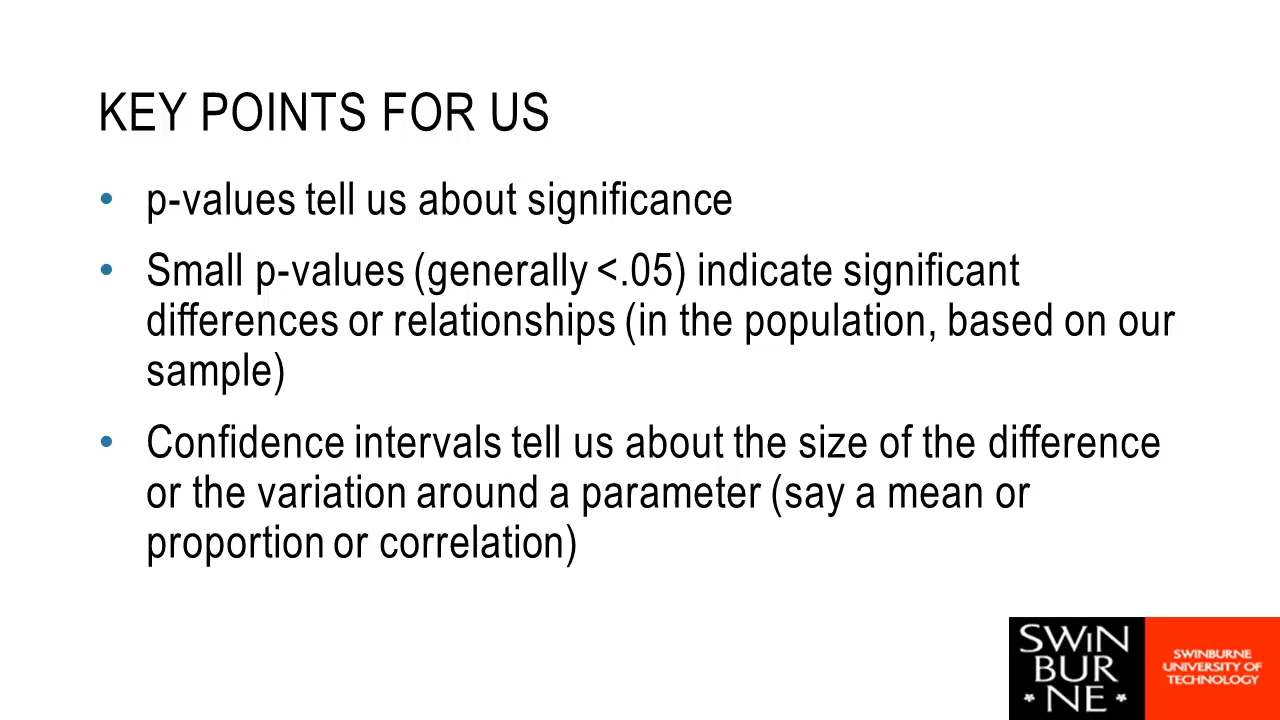 KEY POINTS FOR US
• p-values tell us about significance
• Small p-values (generally <.05) indicate significant
differences or relationships (in the population, based on our
sample)
• Confidence intervals tell us about the size of the difference
or the variation around a parameter (say a mean or
proportion or correlation)
SWIN
BUR
NE
SWINBURNE
UNIVERSITY OF
TECHNOLOGY